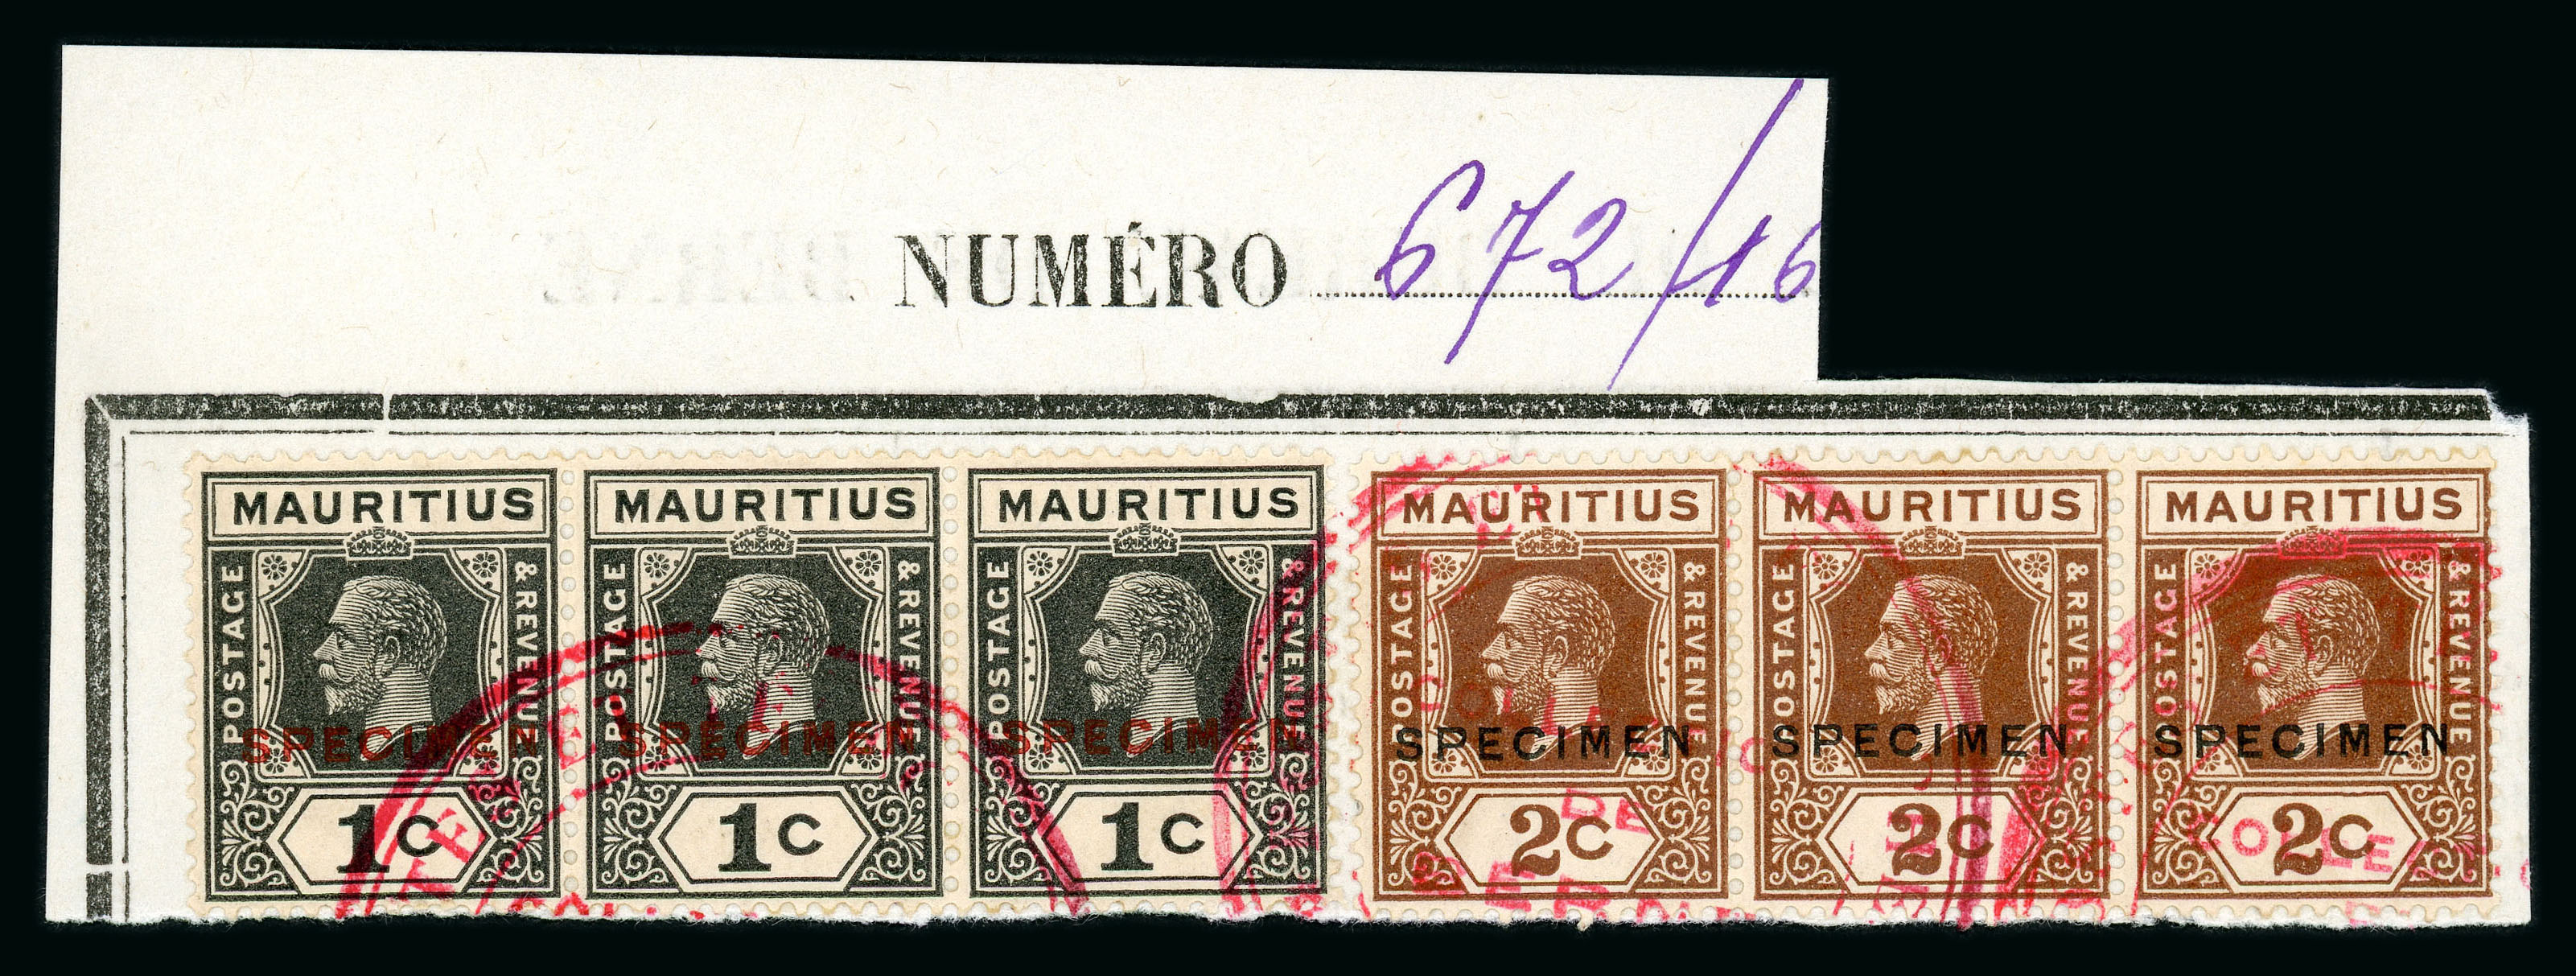 NUMÉRO 672/16
MAURITIUS MAURITIUS MAURITIUS MAURITIUS MAURITIUS MAURITIUS
POSTAGE & REVENUE POSTAGE & REVENUE POSTAGE & REVENUE POSTAGE & REVENUE POSTAGE & REVENUE POSTAGE & REVENUE
SPECIMEN SPECIMEN SPECIMEN SPECIMEN SPECIMEN SPECIMEN
1c 1c 1c 2c 2c 2c
DE